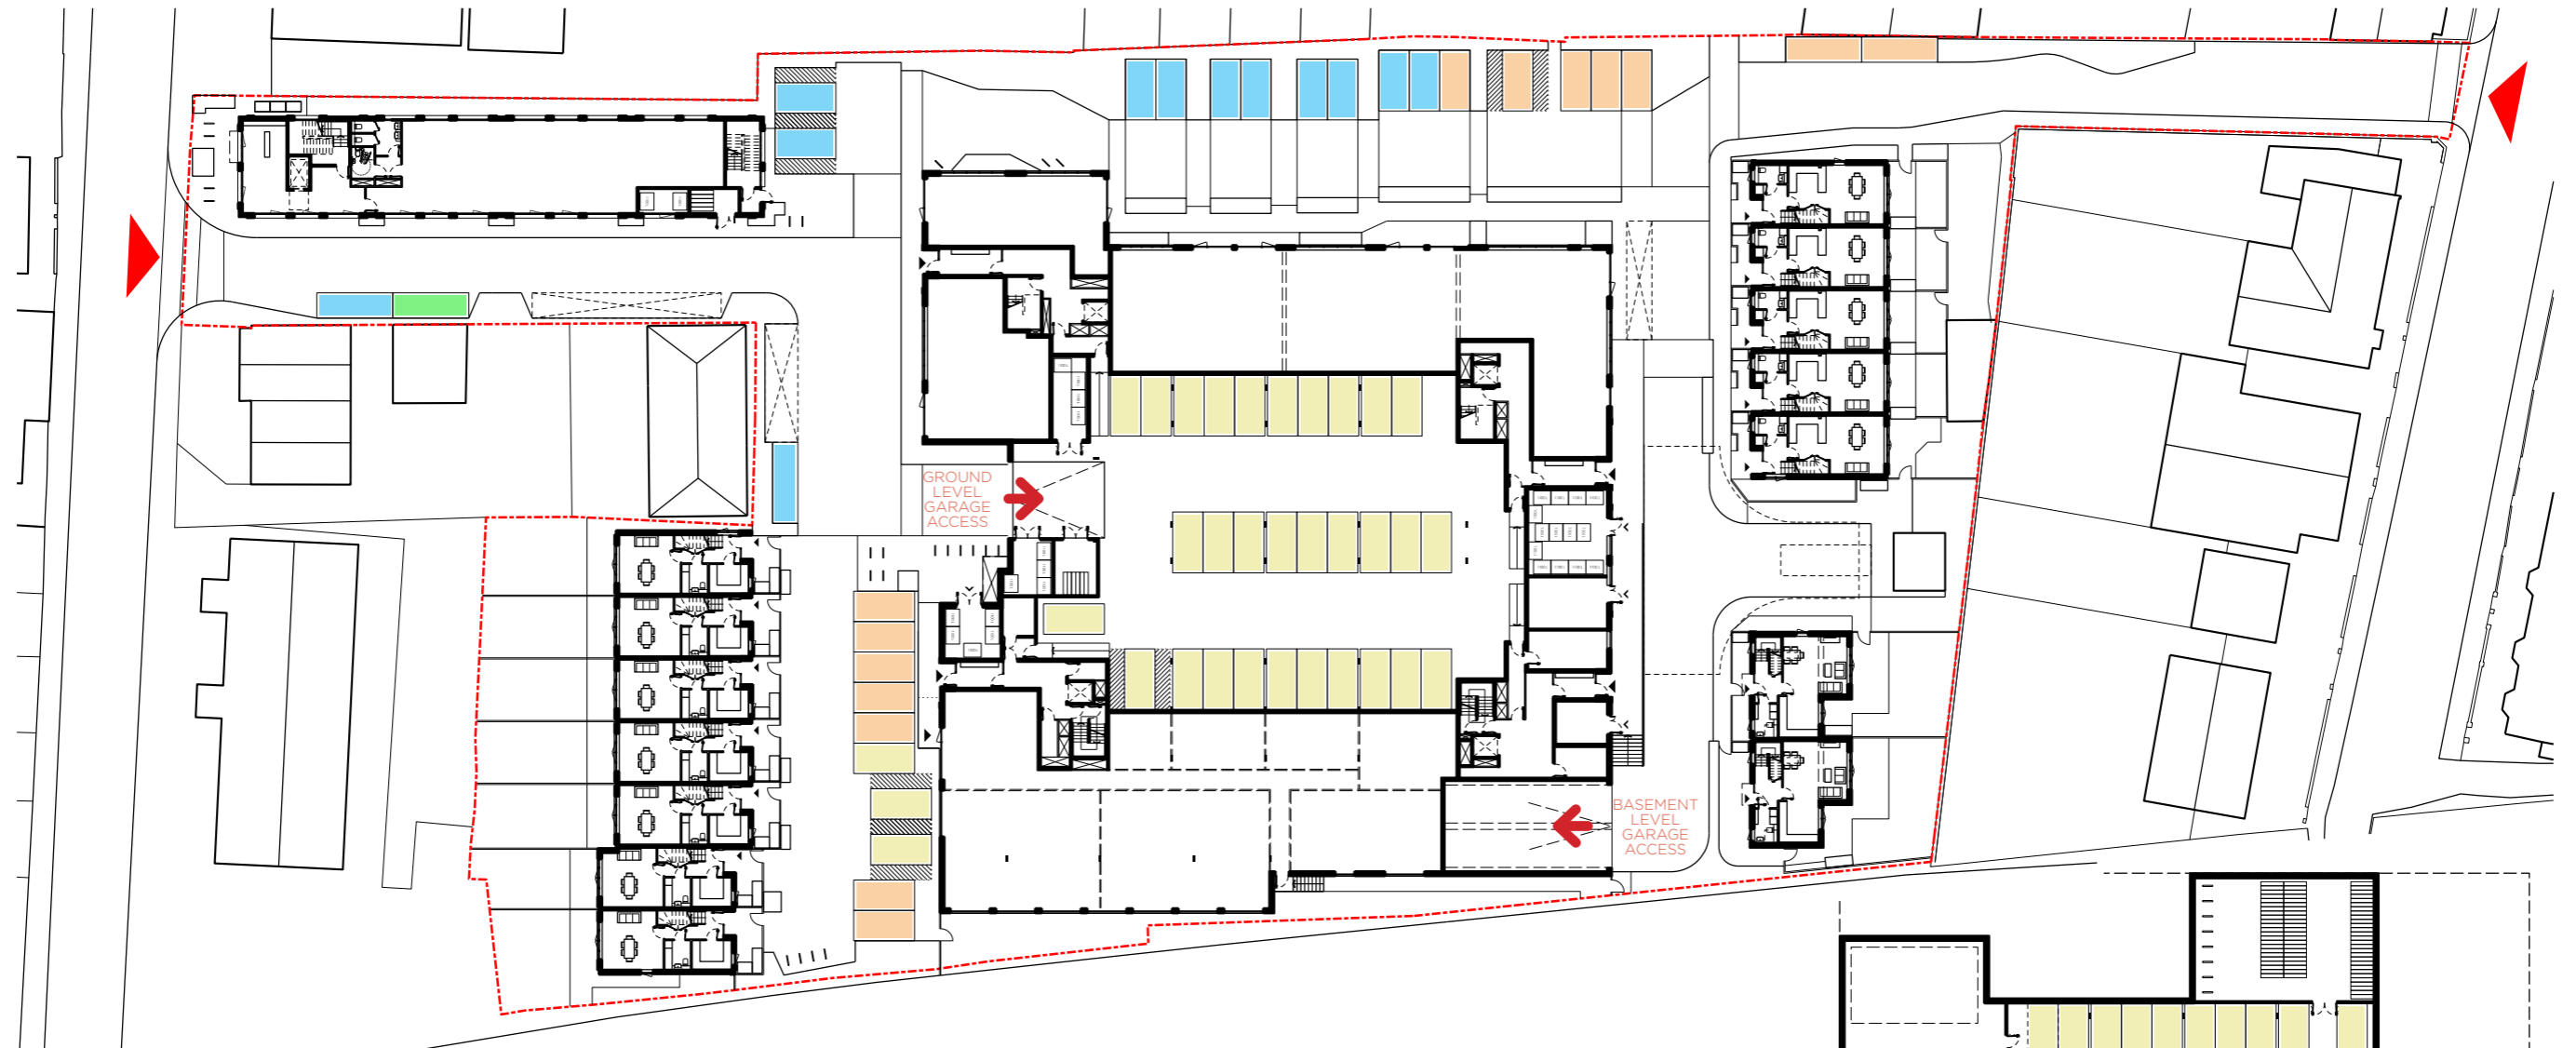 GROUND
LEVEL
GARAGE
ACCESS
BASEMENT
LEVEL
GARAGE
ACCESS